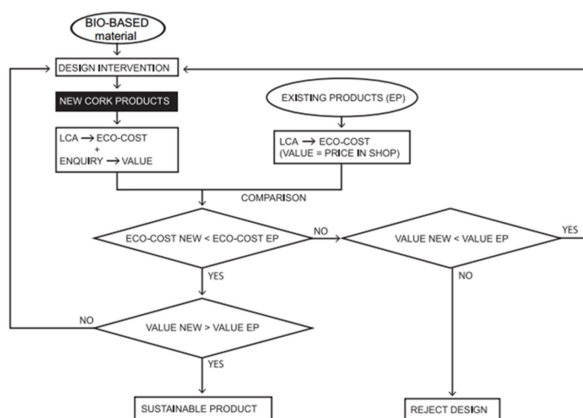 BIO-BASED
material
DESIGN INTERVENTION
NEW CORK PRODUCTS
EXISTING PRODUCTS (EP)
LCA → ECO-COST
+
ENQUIRY → VALUE
LCA → ECO-COST
(VALUE = PRICE IN SHOP)
COMPARISON
ECO-COST NEW < ECO-COST EP
NO
VALUE NEW < VALUE EP
YES
YES
NO
VALUE NEW > VALUE EP
NO
YES
SUSTAINABLE PRODUCT
REJECT DESIGN